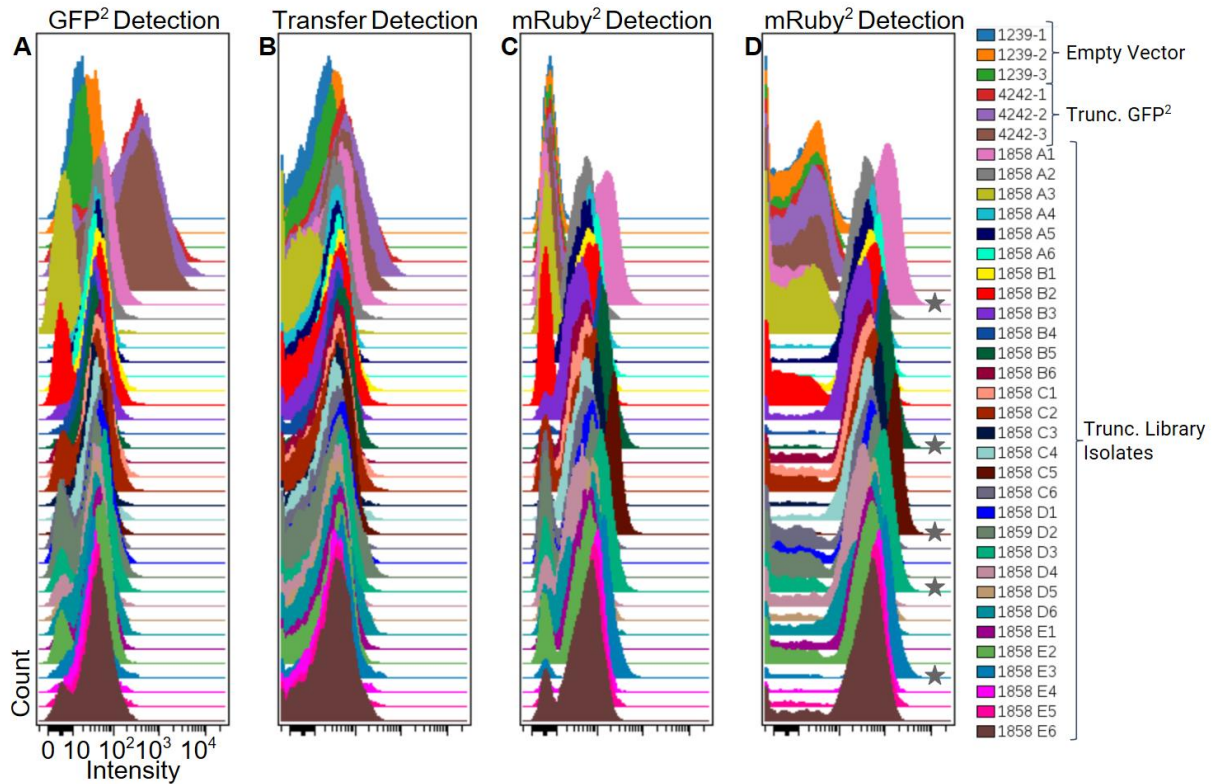 GFP² Detection
Transfer Detection
mRuby² Detection
mRuby² Detection
A
B
C
D
1239-1
1239-2
1239-3
4242-1
4242-2
4242-3
1858 A1
1858 A2
1858 A3
1858 A4
1858 A5
1858 A6
1858 B1
1858 B2
1858 B3
1858 B4
1858 B5
1858 B6
1858 C1
1858 C2
1858 C3
1858 C4
1858 C5
1858 C6
1858 D1
1859 D2
1858 D3
1858 D4
1858 D5
1858 D6
1858 E1
1858 E2
1858 E3
1858 E4
1858 E5
1858 E6
Empty Vector
Trunc. GFP²
Trunc. Library
Isolates
Count
0 10 10² 10³ 10⁴
Intensity